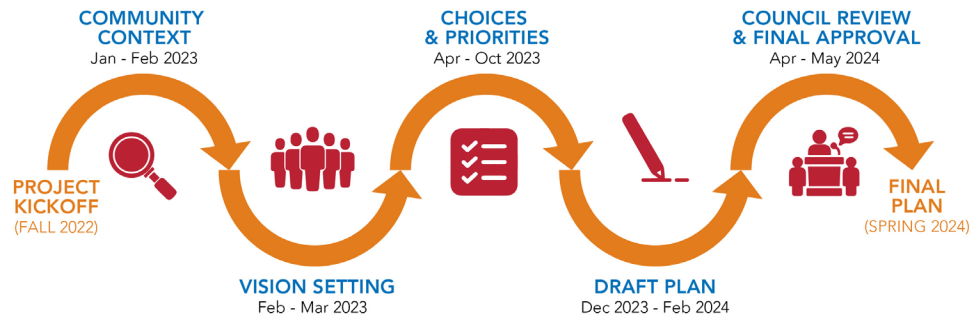 COMMUNITY
CONTEXT
Jan - Feb 2023
CHOICES
& PRIORITIES
Apr - Oct 2023
COUNCIL REVIEW
& FINAL APPROVAL
Apr - May 2024
PROJECT
KICKOFF
(FALL 2022)
FINAL
PLAN
(SPRING 2024)
VISION SETTING
Feb - Mar 2023
DRAFT PLAN
Dec 2023 - Feb 2024